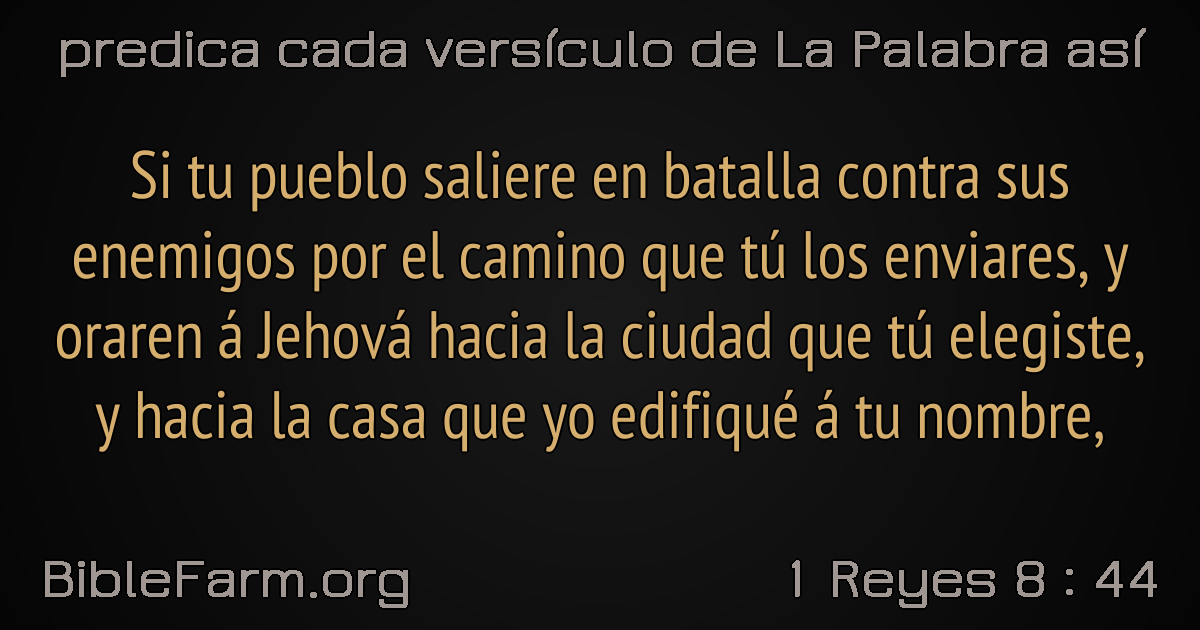 predica cada versículo de La Palabra así
Si tu pueblo saliere en batalla contra sus
enemigos por el camino que tú los enviares, y
oraren á Jehová hacia la ciudad que tú elegiste,
y hacia la casa que yo edifiqué á tu nombre,
BibleFarm.org
1 Reyes 8 : 44